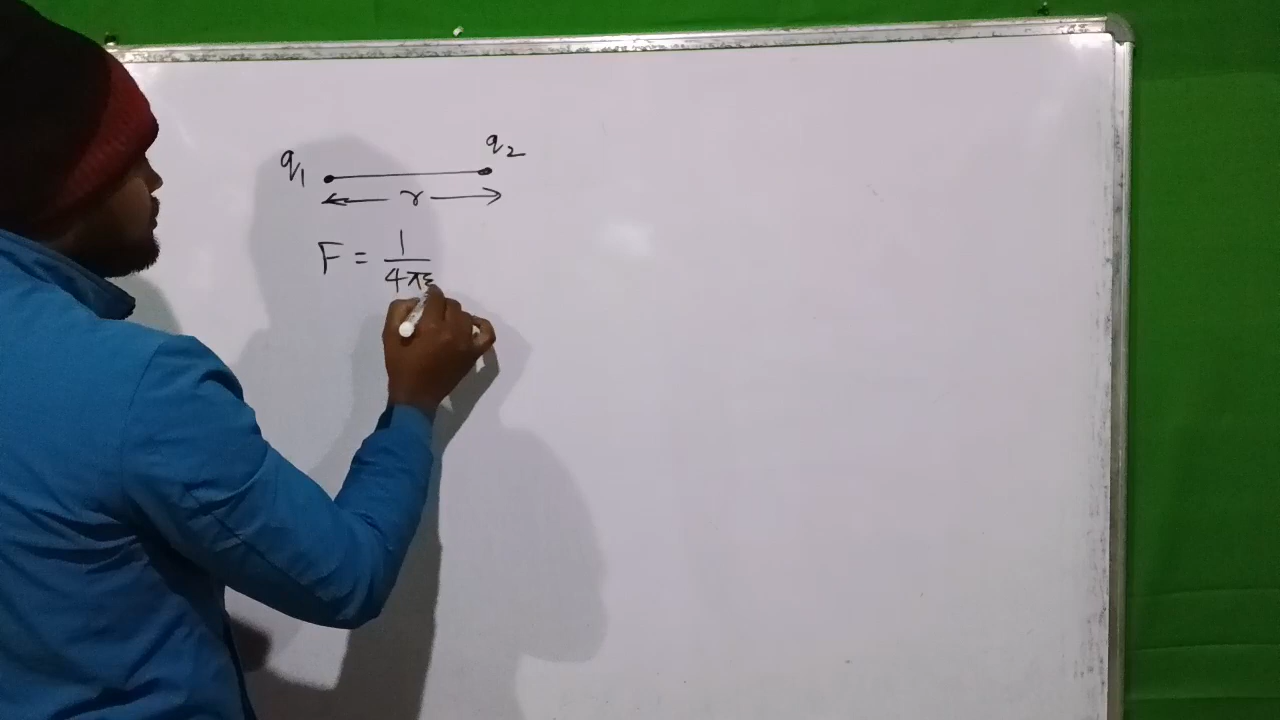 q₁ q₂
← r →
F = 1/4πε